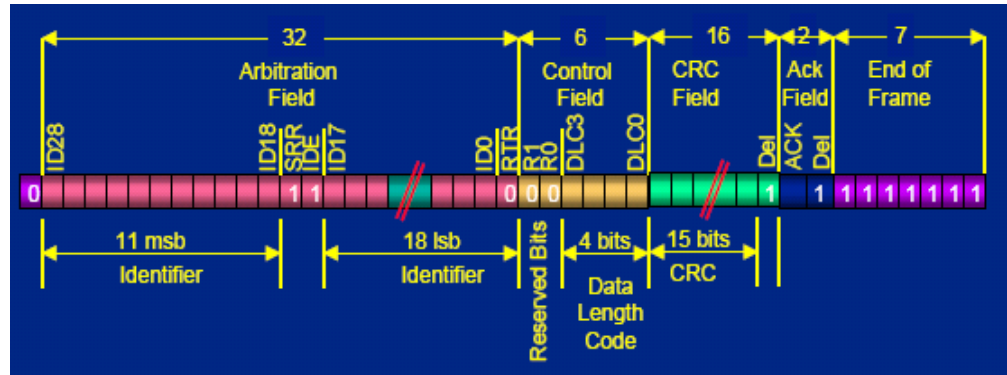 32 6 16 2 7
Arbitration Control CRC Ack End of
Field Field Field Field Frame
ID28 ID18 SRR IDE ID17 ID0 RTR R1 R0 DLC3 DLC0 Del ACK Del
0 1 1 0 0 0 1 1 1 1 1 1 1 1 1
11 msb 18 lsb Reserved Bits 4 bits 15 bits
Identifier Identifier Data CRC
Length
Code